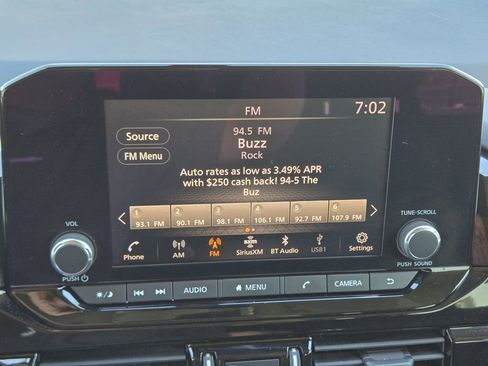 FM
7:02
Source
94.5 FM
Buzz
FM Menu
Rock
Auto rates as low as 3.49% APR
with $250 cash back! 94-5 The
Buz
1 2 3 4 5 6
93.1 FM 90.1 FM 98.1 FM 106.1 FM 92.7 FM 107.9 FM
VOL
TUNE·SCROLL
Phone AM FM SiriusXM BT Audio USB1 Settings
PUSH
PUSH SOUND
AUDIO MENU CAMERA